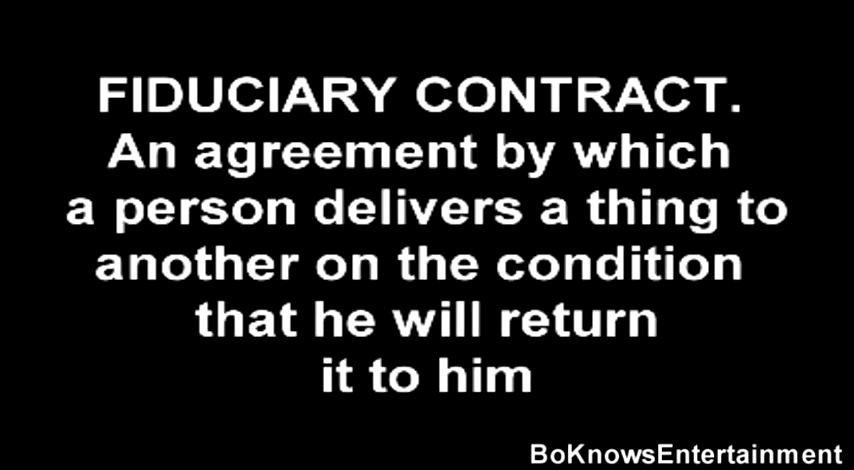 FIDUCIARY CONTRACT.
An agreement by which
a person delivers a thing to
another on the condition
that he will return
it to him
BoKnowsEntertainment